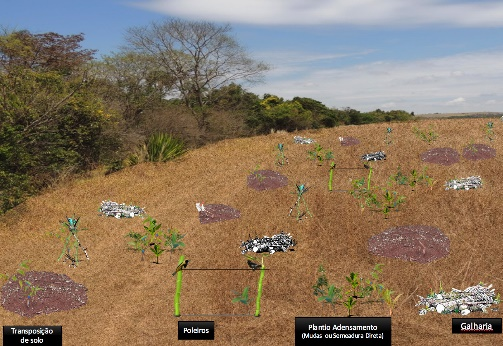 Transposição
de solo
Poleiros
Plantio Adensamento
(Mudas ou Semeadura Direta)
Galharia